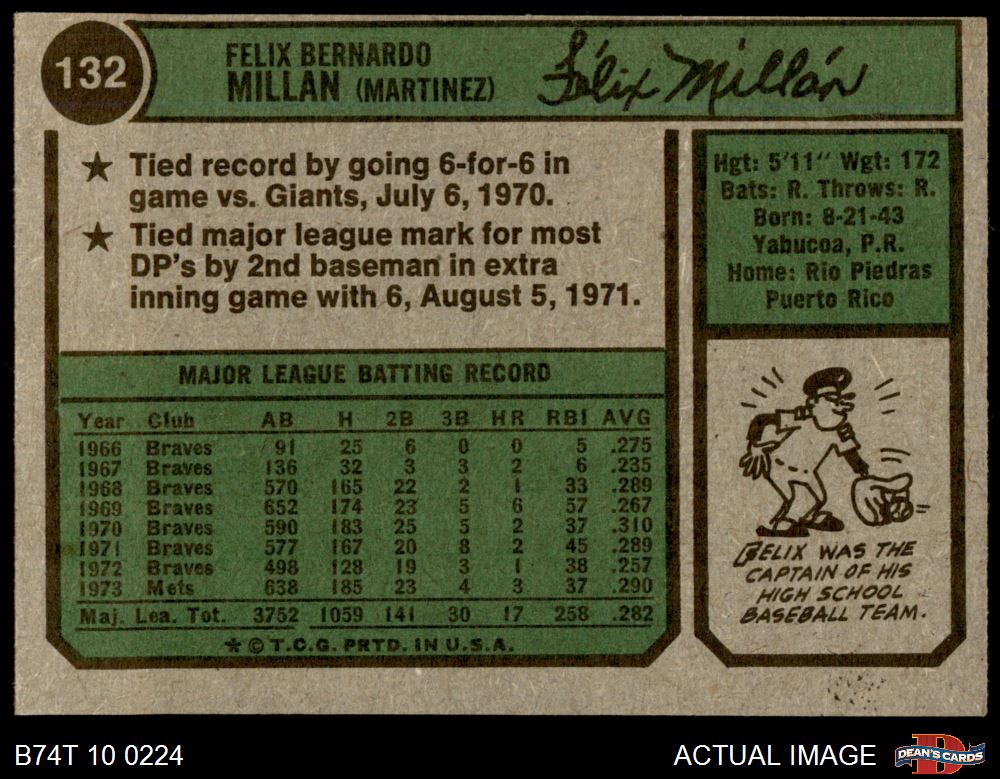 132
FELIX BERNARDO
MILLAN (MARTINEZ)
Félix Millán
★ Tied record by going 6-for-6 in
game vs. Giants, July 6, 1970.
★ Tied major league mark for most
DP's by 2nd baseman in extra
inning game with 6, August 5, 1971.
Hgt: 5'11" Wgt: 172
Bats: R. Throws: R.
Born: 8-21-43
Yabucoa, P.R.
Home: Rio Piedras
Puerto Rico
MAJOR LEAGUE BATTING RECORD
Year Club AB H 2B 3B HR RBI AVG
1966 Braves 91 25 6 0 0 5 .275
1967 Braves 136 32 3 3 2 6 .235
1968 Braves 570 165 22 2 1 33 .289
1969 Braves 652 174 23 5 6 57 .267
1970 Braves 590 183 25 5 2 37 .310
1971 Braves 577 167 20 8 2 45 .289
1972 Braves 498 128 19 3 1 38 .257
1973 Mets 638 185 23 4 3 37 .290
Maj. Lea. Tot. 3752 1059 141 30 17 258 .282
★ © T.C.G. PRTD. IN U.S.A.
FELIX WAS THE
CAPTAIN OF HIS
HIGH SCHOOL
BASEBALL TEAM.
B74T 10 0224
ACTUAL IMAGE
D
DEAN'S CARDS